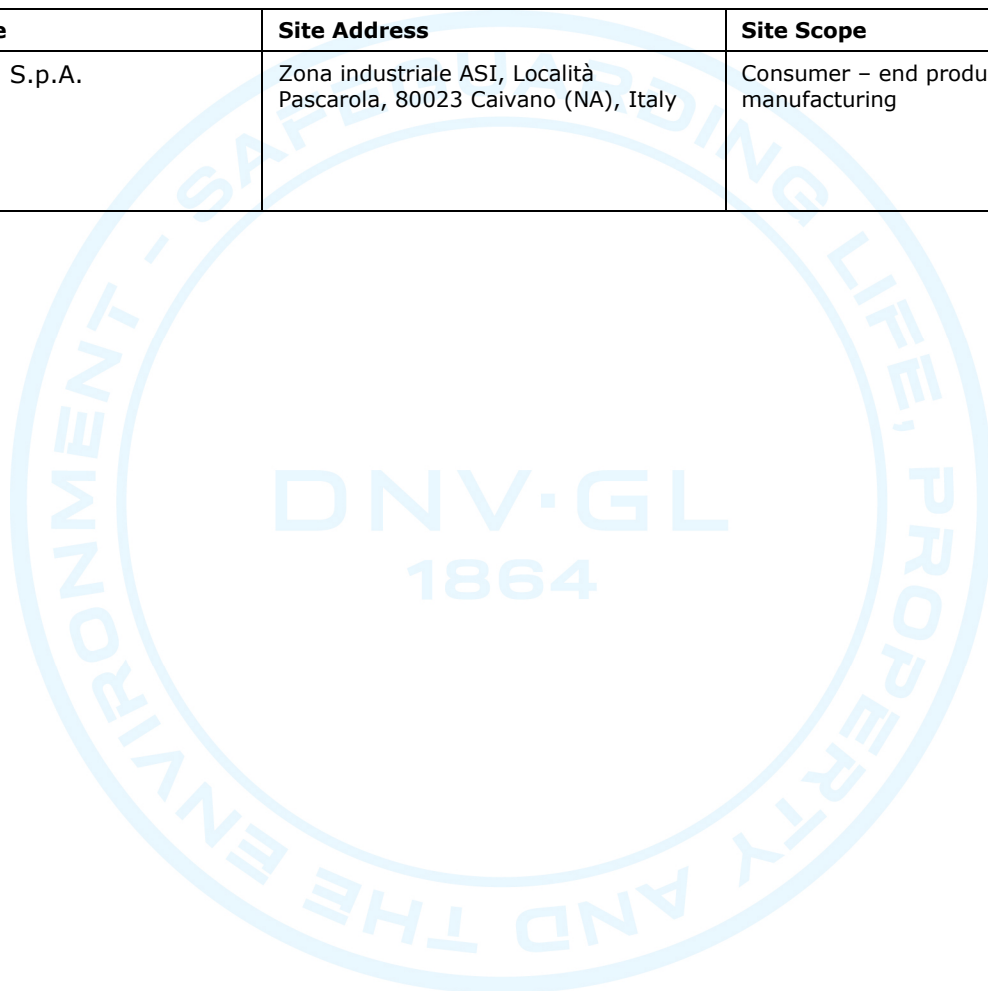 e Site Address Site Scope
S.p.A. Zona industriale ASI, Località Consumer – end produ
Pascarola, 80023 Caivano (NA), Italy manufacturing
SAFEGUARDING LIFE, PROPERTY AND THE ENVIRONMENT -
DNV·GL
1864